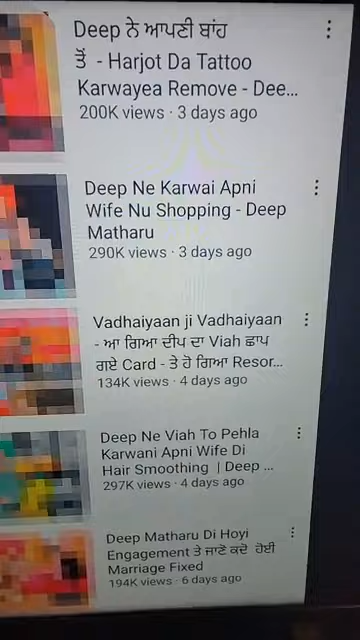 Deep ਨੇ ਆਪਣੀ ਬਾਂਹ
ਤੋਂ - Harjot Da Tattoo
Karwayea Remove - Dee...
200K views · 3 days ago
Deep Ne Karwai Apni
Wife Nu Shopping - Deep
Matharu
290K views · 3 days ago
Vadhaiyaan ji Vadhaiyaan
- ਆ ਗਿਆ ਦੀਪ ਦਾ Viah ਛਾਪ
ਗਏ Card - ਤੇ ਹੋ ਗਿਆ Resor...
134K views · 4 days ago
Deep Ne Viah To Pehla
Karwani Apni Wife Di
Hair Smoothing | Deep ...
297K views · 4 days ago
Deep Matharu Di Hoyi
Engagement ਤੇ ਜਾਣੋ ਕਦੋਂ ਹੋਈ
Marriage Fixed
194K views · 6 days ago